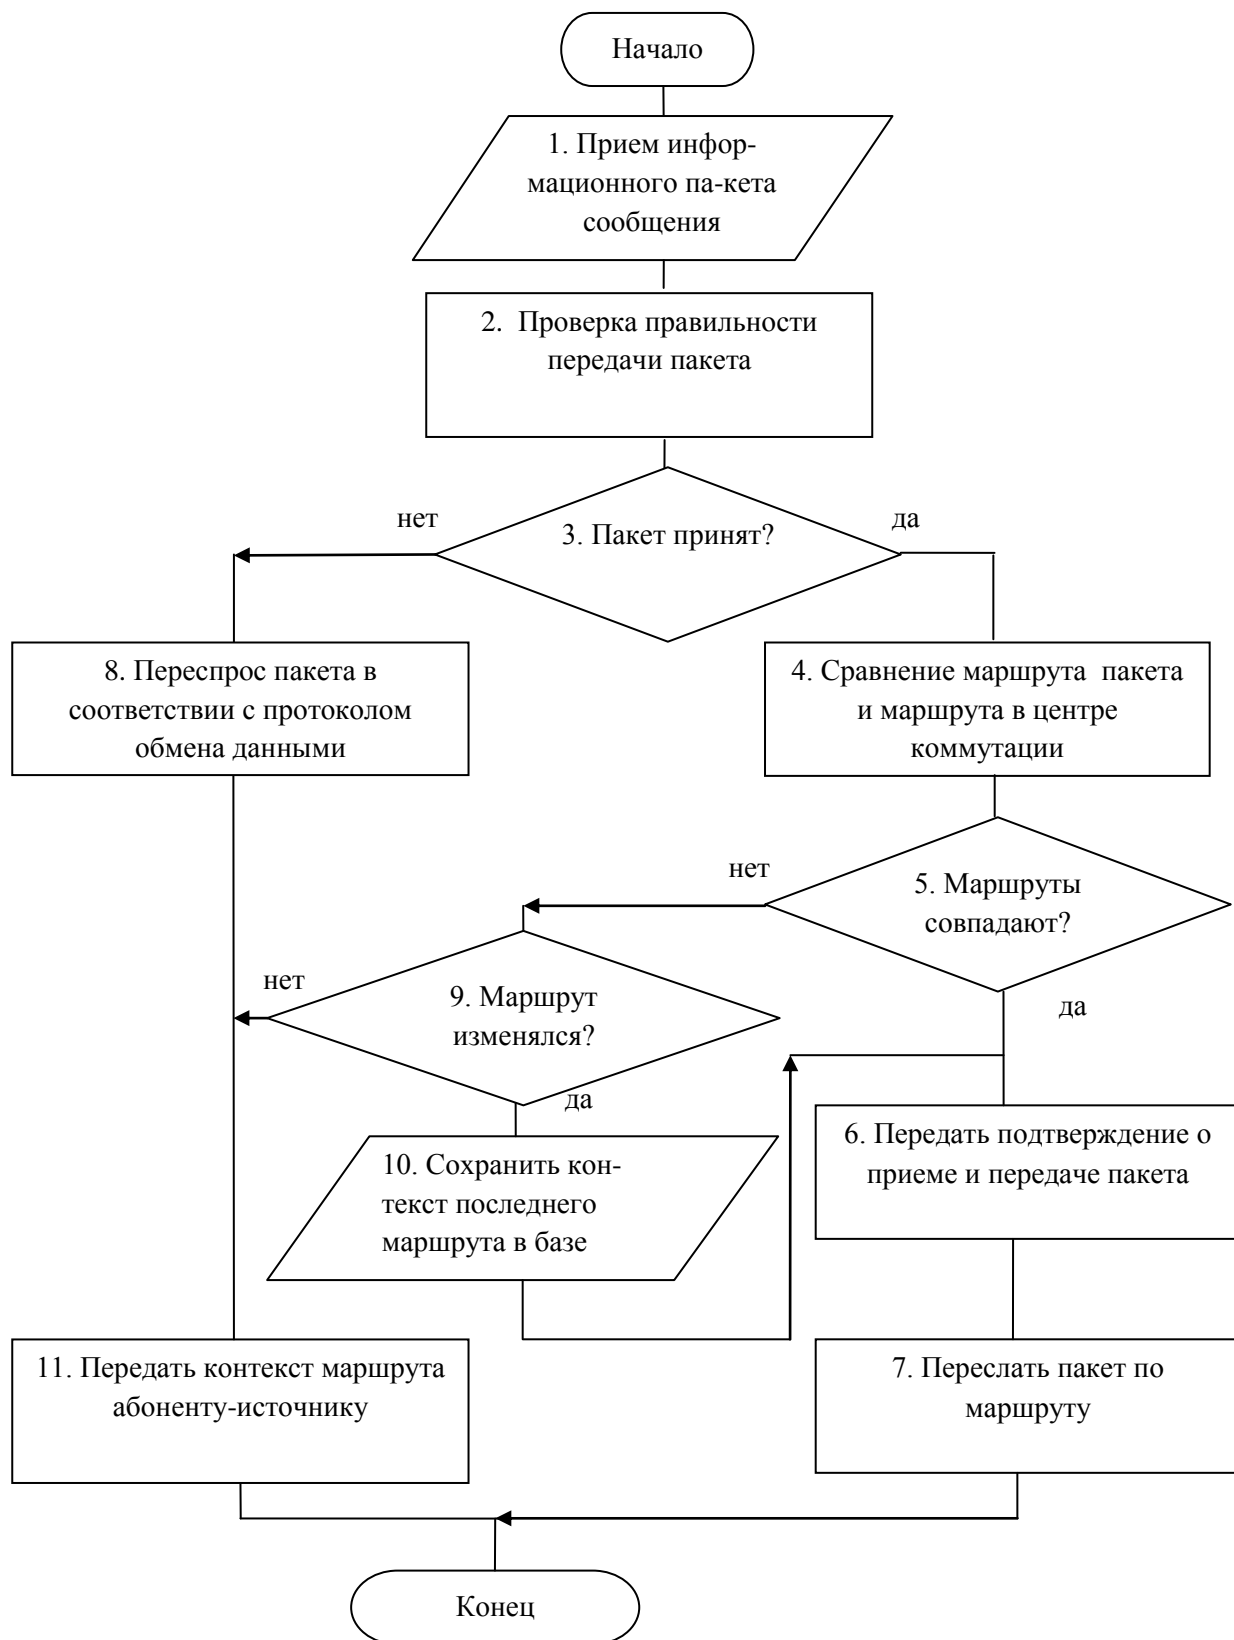 Начало
1. Прием инфор-
мационного па-кета
сообщения
2. Проверка правильности
передачи пакета
нет
3. Пакет принят?
да
8. Переспрос пакета в
соответствии с протоколом
обмена данными
4. Сравнение маршрута пакета
и маршрута в центре
коммутации
нет
5. Маршруты
совпадают?
нет
9. Маршрут
изменялся?
да
да
10. Сохранить кон-
текст последнего
маршрута в базе
6. Передать подтверждение о
приеме и передаче пакета
11. Передать контекст маршрута
абоненту-источнику
7. Переслать пакет по
маршруту
Конец